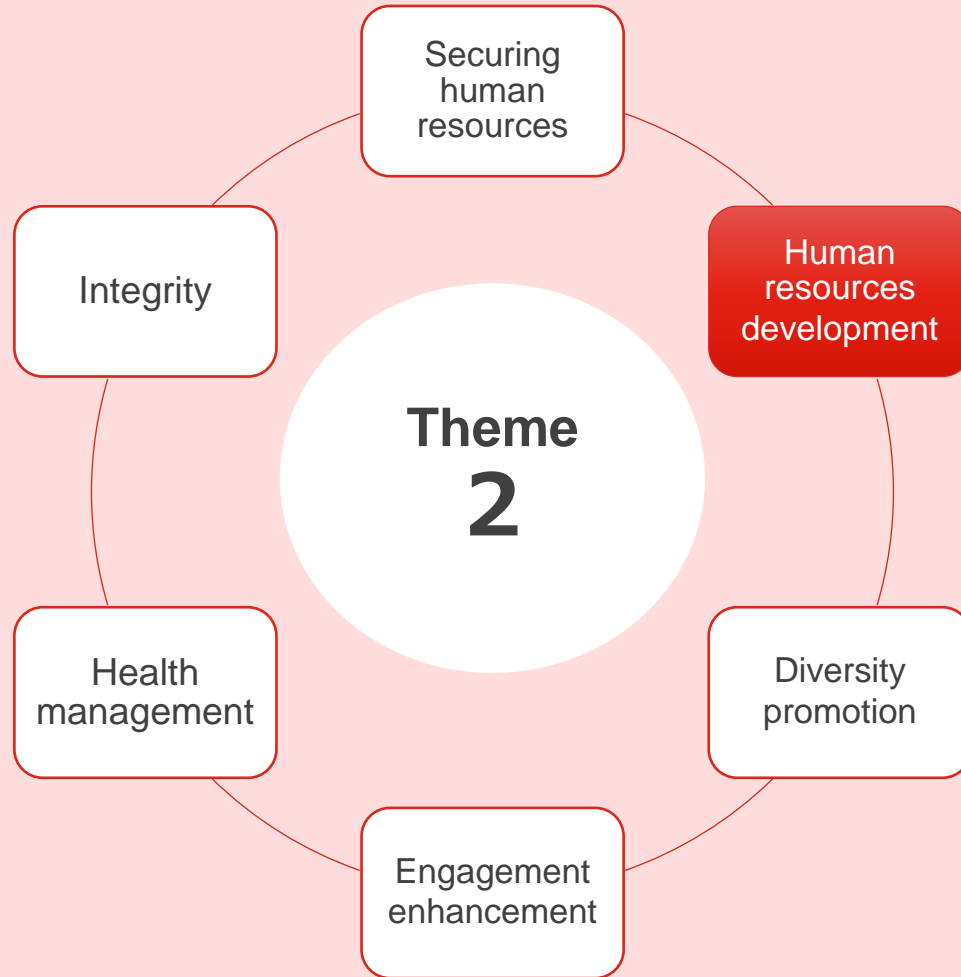 Securing
human
resources
Human
resources
development
Integrity
Theme
2
Health
management
Diversity
promotion
Engagement
enhancement